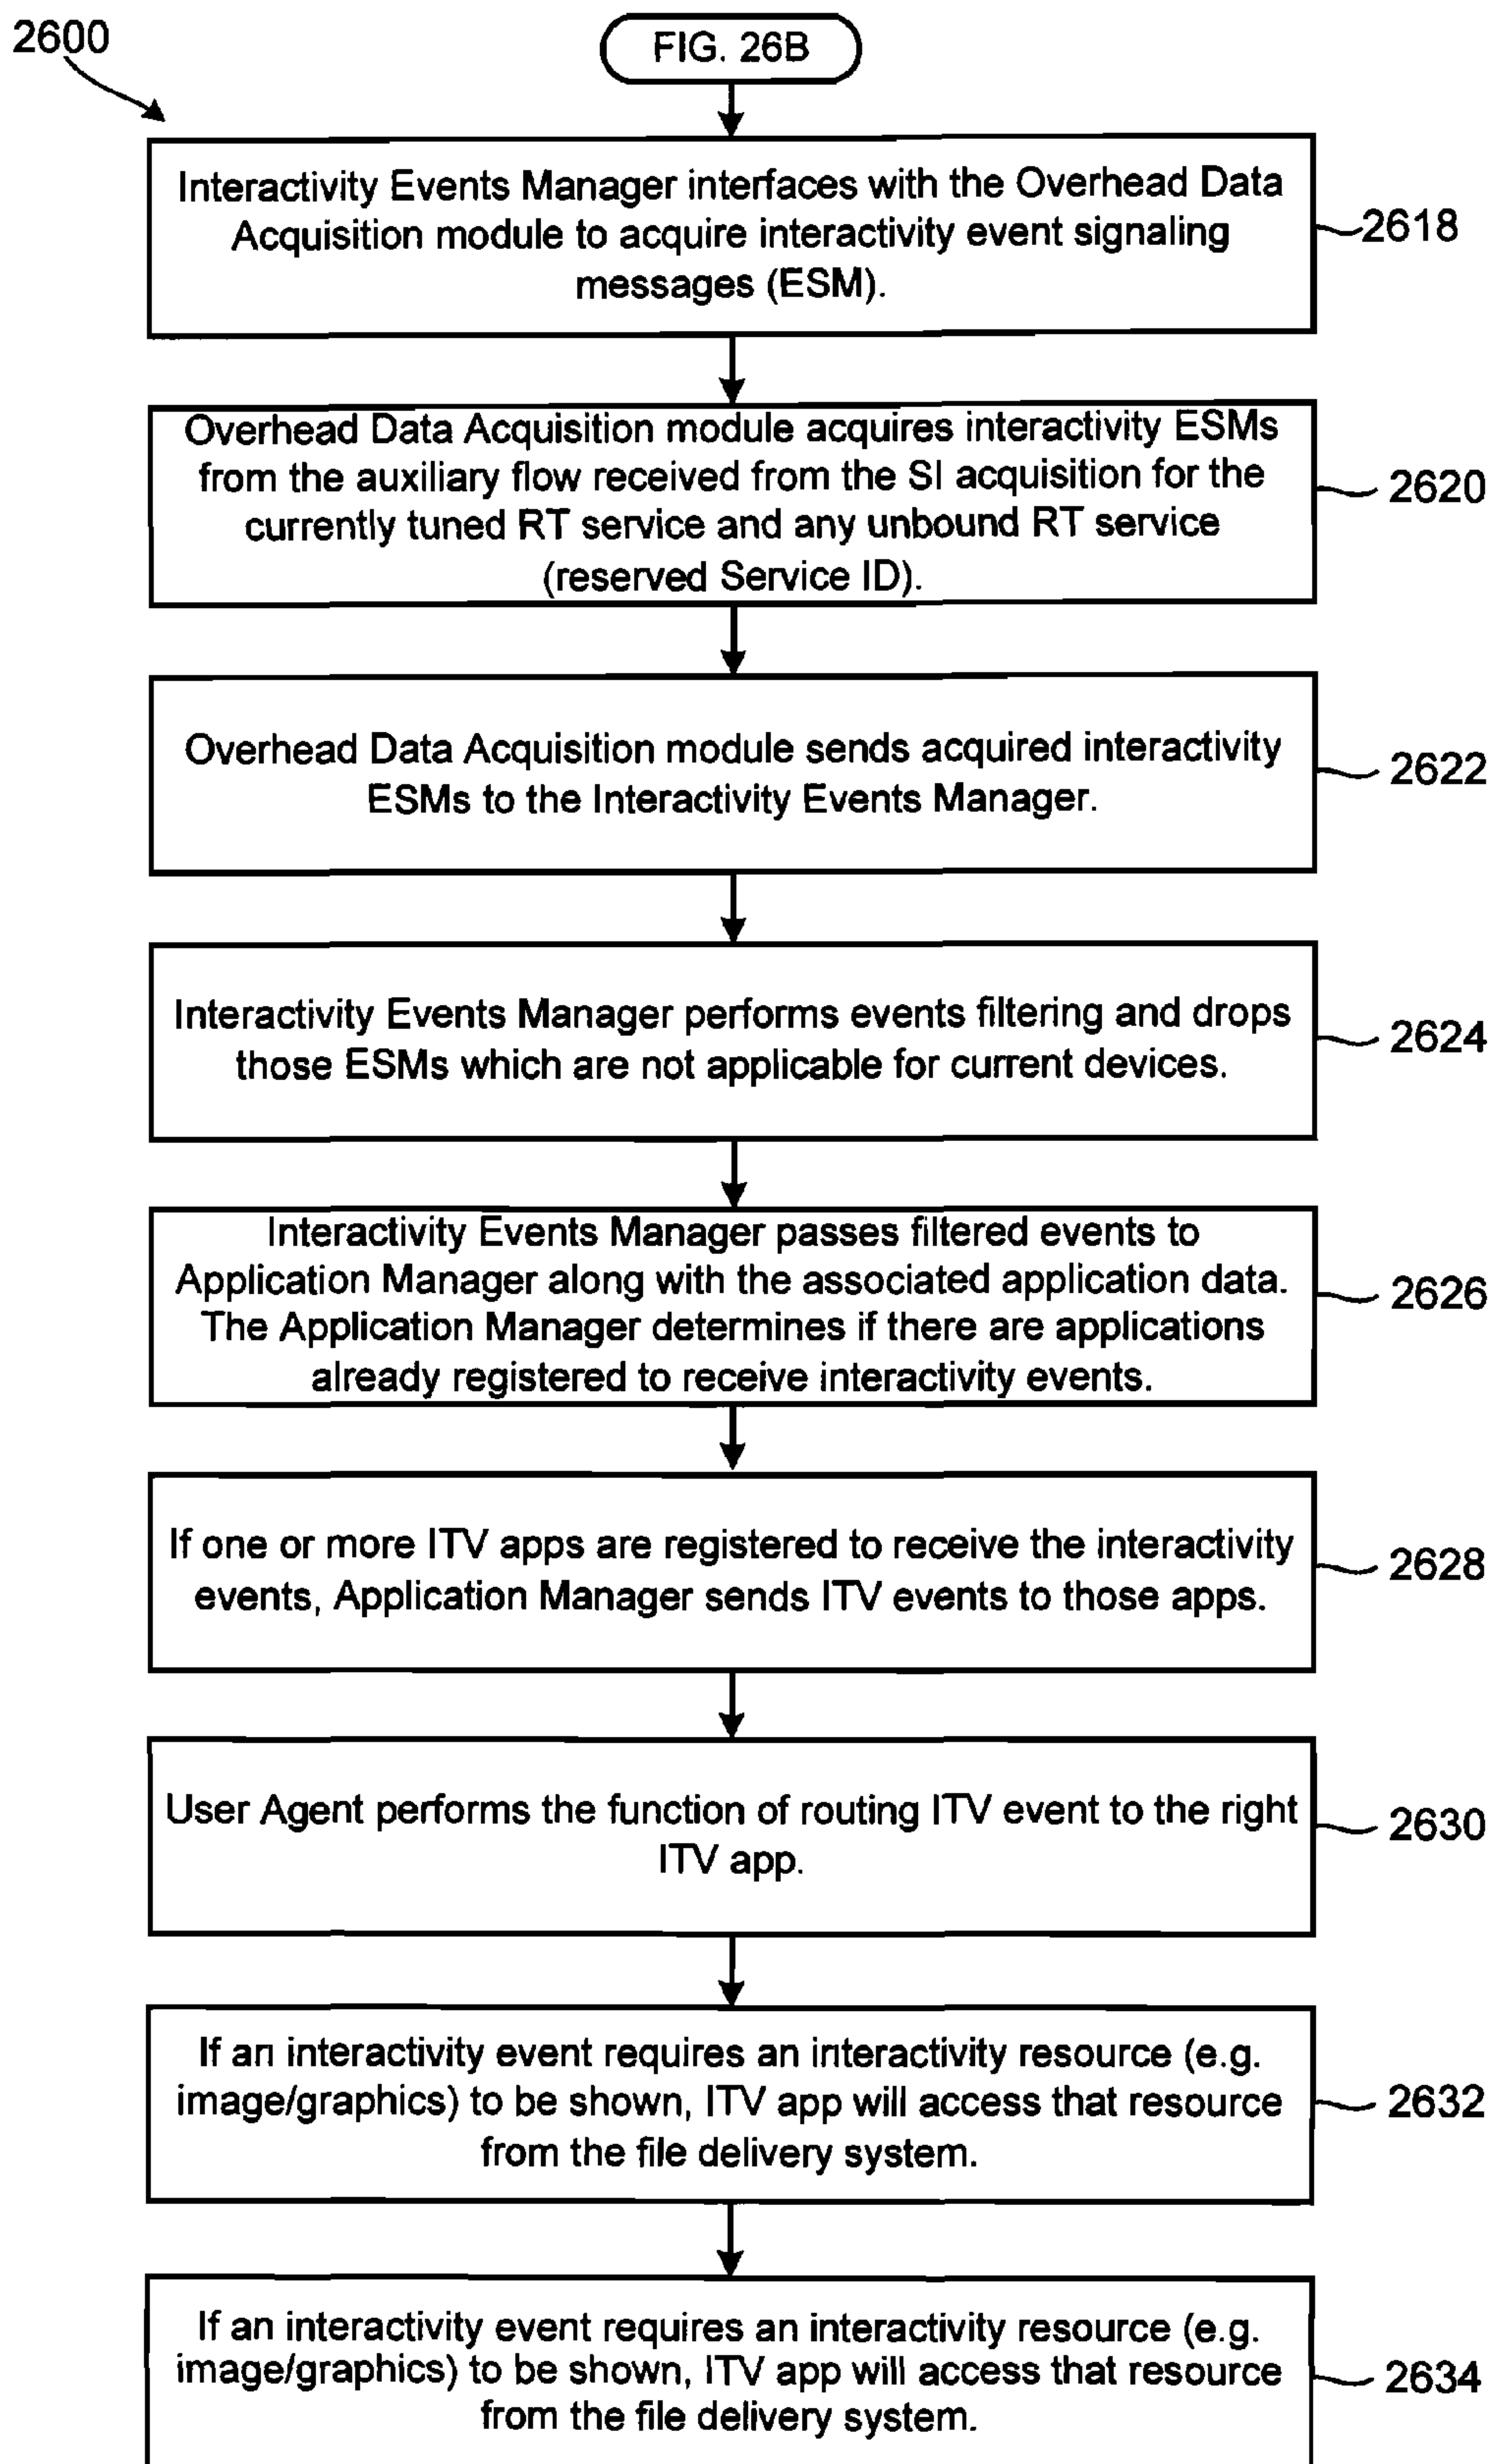 2600
FIG. 26B
Interactivity Events Manager interfaces with the Overhead Data
Acquisition module to acquire interactivity event signaling
messages (ESM).
2618
Overhead Data Acquisition module acquires interactivity ESMs
from the auxiliary flow received from the SI acquisition for the
currently tuned RT service and any unbound RT service
(reserved Service ID).
2620
Overhead Data Acquisition module sends acquired interactivity
ESMs to the Interactivity Events Manager.
2622
Interactivity Events Manager performs events filtering and drops
those ESMs which are not applicable for current devices.
2624
Interactivity Events Manager passes filtered events to
Application Manager along with the associated application data.
The Application Manager determines if there are applications
already registered to receive interactivity events.
2626
If one or more ITV apps are registered to receive the interactivity
events, Application Manager sends ITV events to those apps.
2628
User Agent performs the function of routing ITV event to the right
ITV app.
2630
If an interactivity event requires an interactivity resource (e.g.
image/graphics) to be shown, ITV app will access that resource
from the file delivery system.
2632
If an interactivity event requires an interactivity resource (e.g.
image/graphics) to be shown, ITV app will access that resource
from the file delivery system.
2634